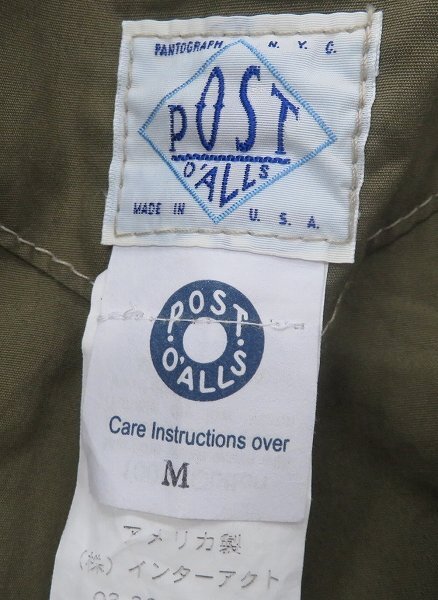 PANTOGRAPH N.Y.C.
POST
O'ALLS
MADE IN U.S.A.
POST
O'ALLS
Care Instructions over
M
アメリカ製
(株) インターアクト